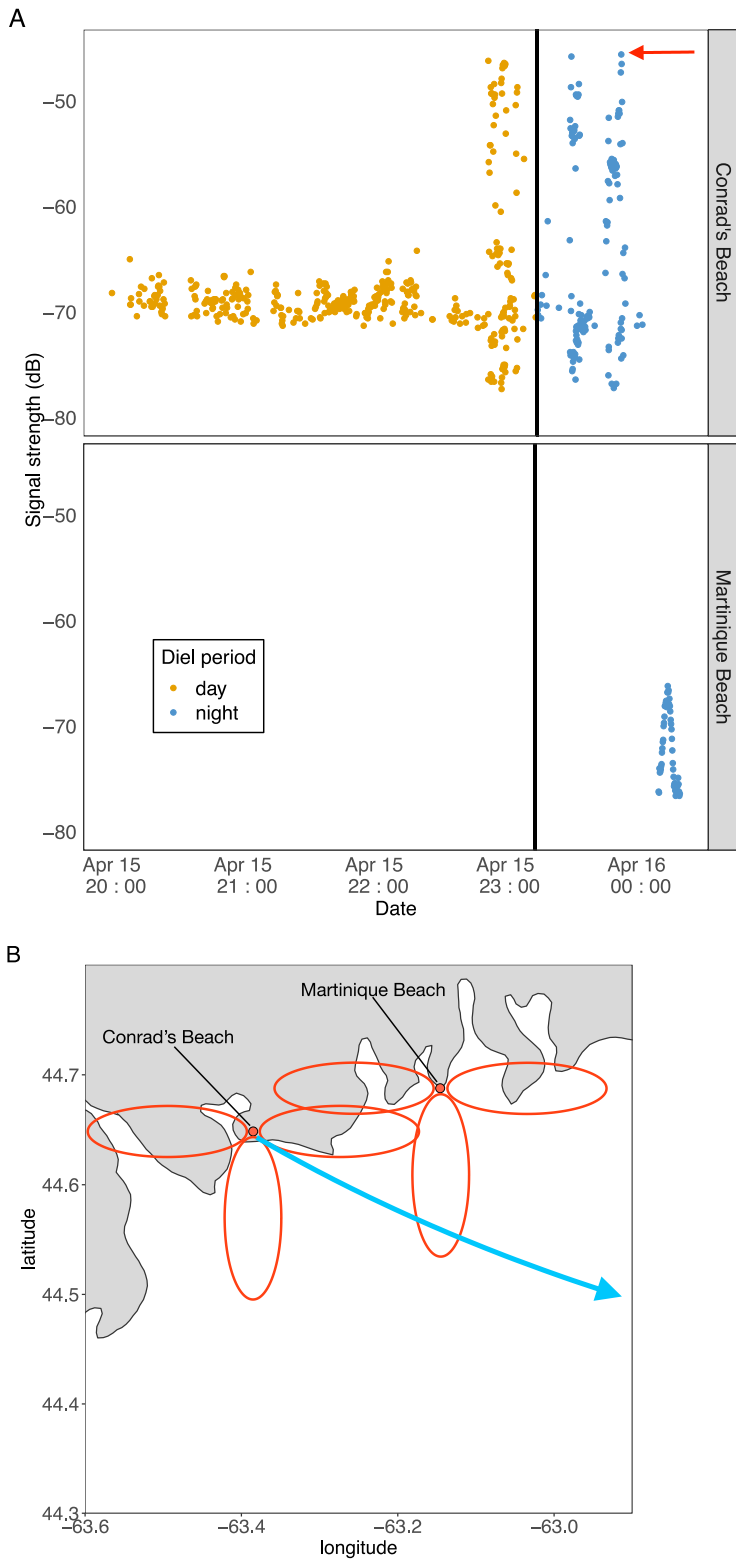 A
Signal strength (dB)
−50
−60
−70
−80
Conrad's Beach
−50
−60
−70
−80
Martinique Beach
Diel period
day
night
Apr 15 Apr 15 Apr 15 Apr 15 Apr 16
20 : 00 21 : 00 22 : 00 23 : 00 00 : 00
Date
B
Martinique Beach
Conrad’s Beach
latitude
44.7
44.6
44.5
44.4
44.3
−63.6 −63.4 −63.2 −63.0
longitude